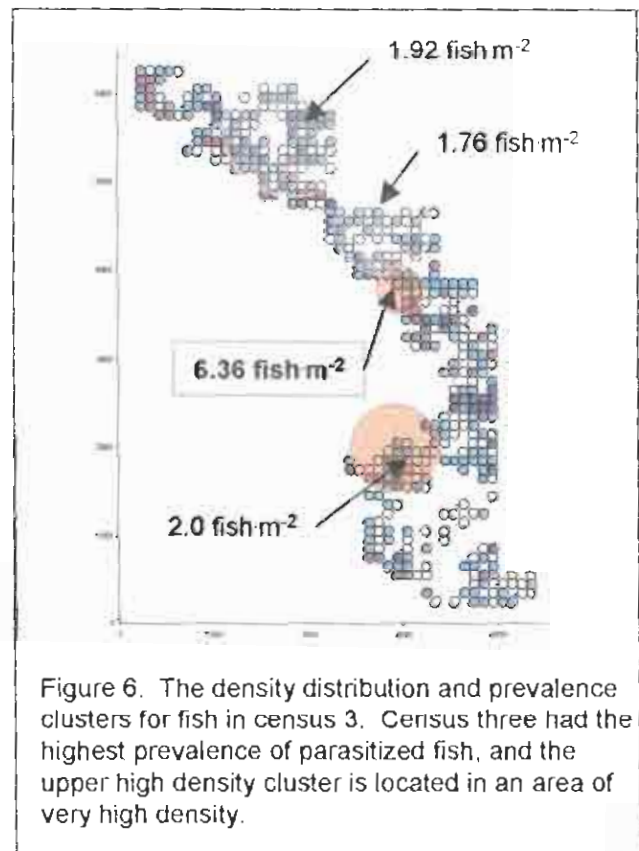 1.92 fish m⁻²
1.76 fish·m⁻²
6.36 fish·m⁻²
2.0 fish·m⁻²
Figure 6. The density distribution and prevalence
clusters for fish in census 3. Census three had the
highest prevalence of parasitized fish, and the
upper high density cluster is located in an area of
very high density.